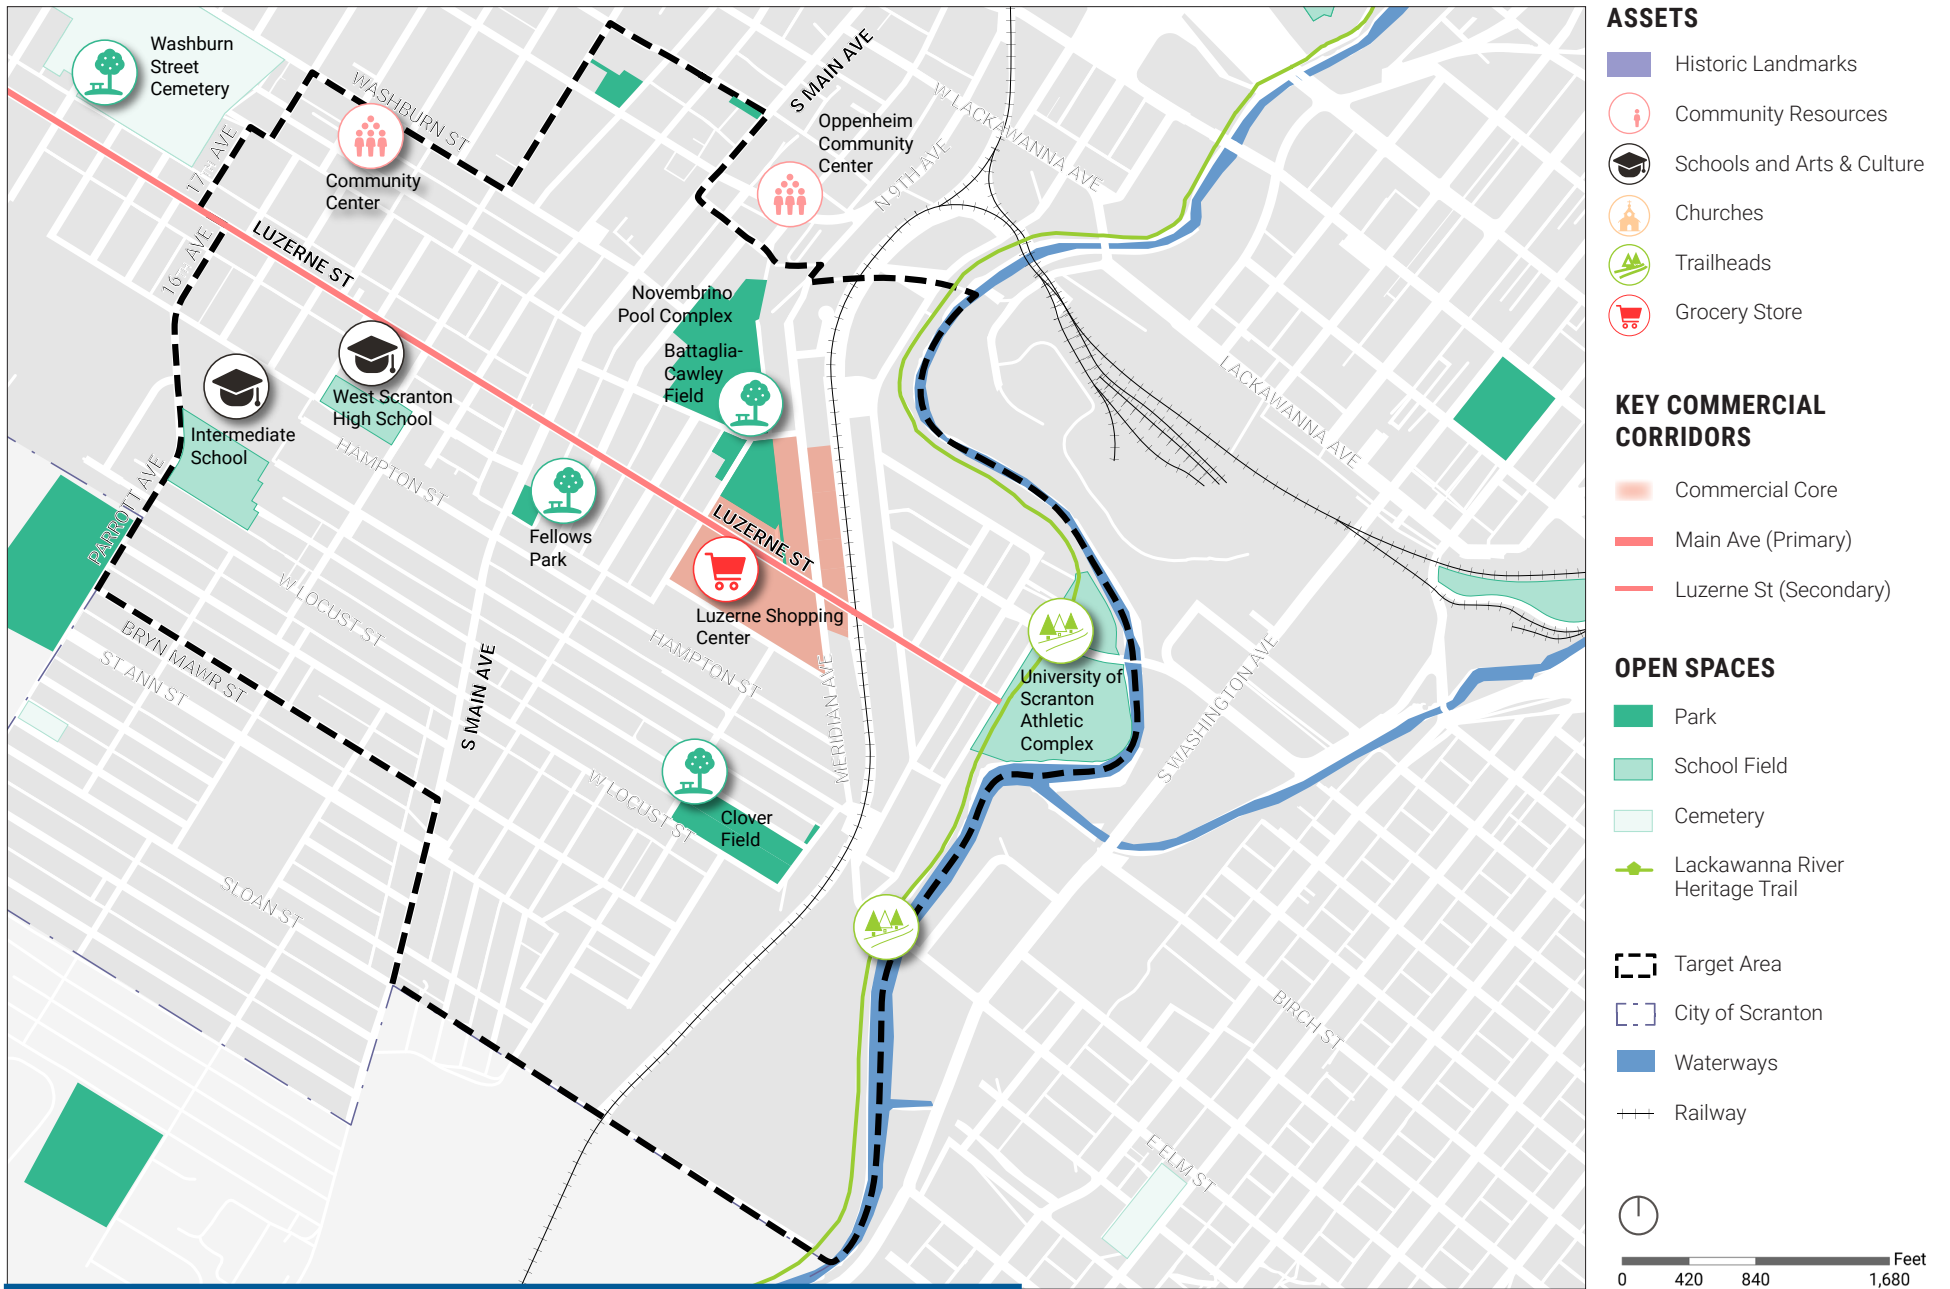 Washburn
Street
Cemetery
WASHBURN ST
S MAIN AVE
W LACKAWANNA AVE
Oppenheim
Community
Center
N 9TH AVE
17TH AVE
Community
Center
16TH AVE
LUZERNE ST
Novembrino
Pool Complex
Battaglia-
Cawley
Field
LACKAWANNA AVE
West Scranton
High School
Intermediate
School
HAMPTON ST
PARROTT AVE
Fellows
Park
LUZERNE ST
Luzerne Shopping
Center
W LOCUST ST
BRYN MAWR ST
ST ANN ST
S MAIN AVE
HAMPTON ST
MERIDIAN AVE
University of
Scranton
Athletic
Complex
S WASHINGTON AVE
W LOCUST ST
Clover
Field
SLOAN ST
BIRCH ST
E ELM ST
ASSETS
Historic Landmarks
Community Resources
Schools and Arts & Culture
Churches
Trailheads
Grocery Store
KEY COMMERCIAL
CORRIDORS
Commercial Core
Main Ave (Primary)
Luzerne St (Secondary)
OPEN SPACES
Park
School Field
Cemetery
Lackawanna River
Heritage Trail
Target Area
City of Scranton
Waterways
Railway
Feet
0 420 840 1,680